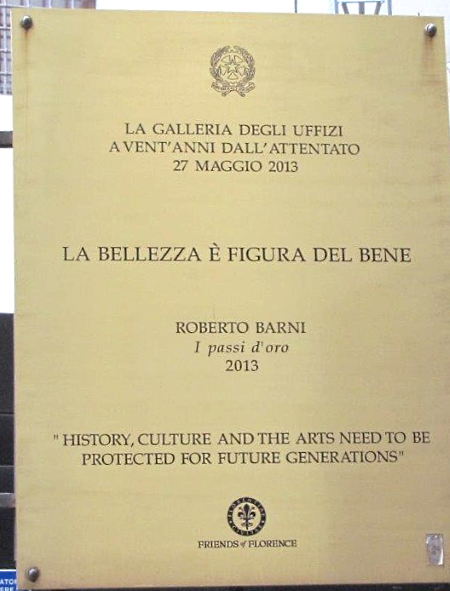 LA GALLERIA DEGLI UFFIZI
A VENT'ANNI DALL'ATTENTATO
27 MAGGIO 2013
LA BELLEZZA È FIGURA DEL BENE
ROBERTO BARNI
I passi d'oro
2013
" HISTORY, CULTURE AND THE ARTS NEED TO BE
PROTECTED FOR FUTURE GENERATIONS"
FRIENDS of FLORENCE